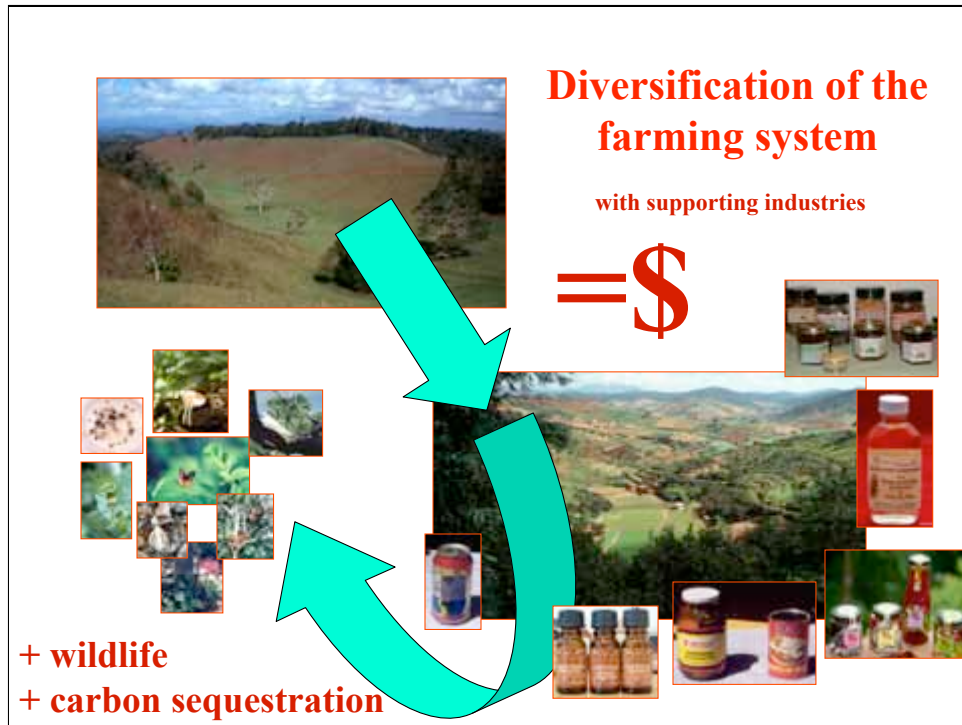 Diversification of the
farming system
with supporting industries
=$
+ wildlife
+ carbon sequestration